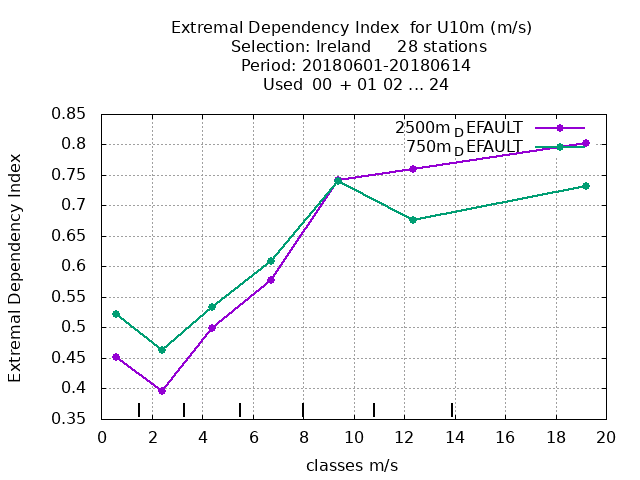 Extremal Dependency Index  for U10m (m/s)
Selection: Ireland     28 stations
Period: 20180601-20180614
Used  00 + 01 02 ... 24
2500m_DEFAULT
750m_DEFAULT
Extremal Dependency Index
0.85
0.8
0.75
0.7
0.65
0.6
0.55
0.5
0.45
0.4
0.35
0 2 4 6 8 10 12 14 16 18 20
classes m/s